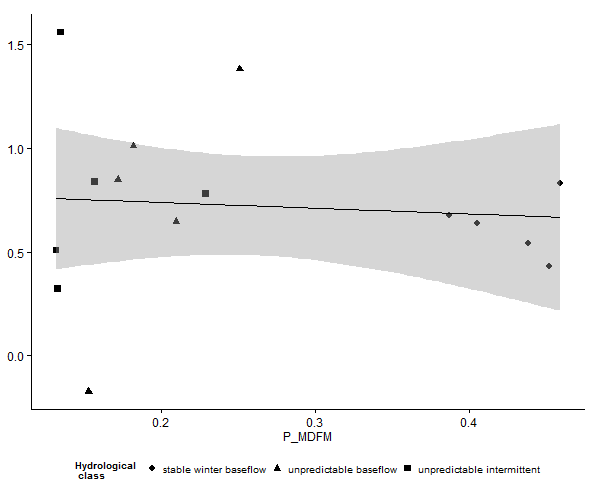 1.5
1.0
0.5
0.0
0.2 0.3 0.4
P_MDFM
Hydrological
class
stable winter baseflow unpredictable baseflow unpredictable intermittent